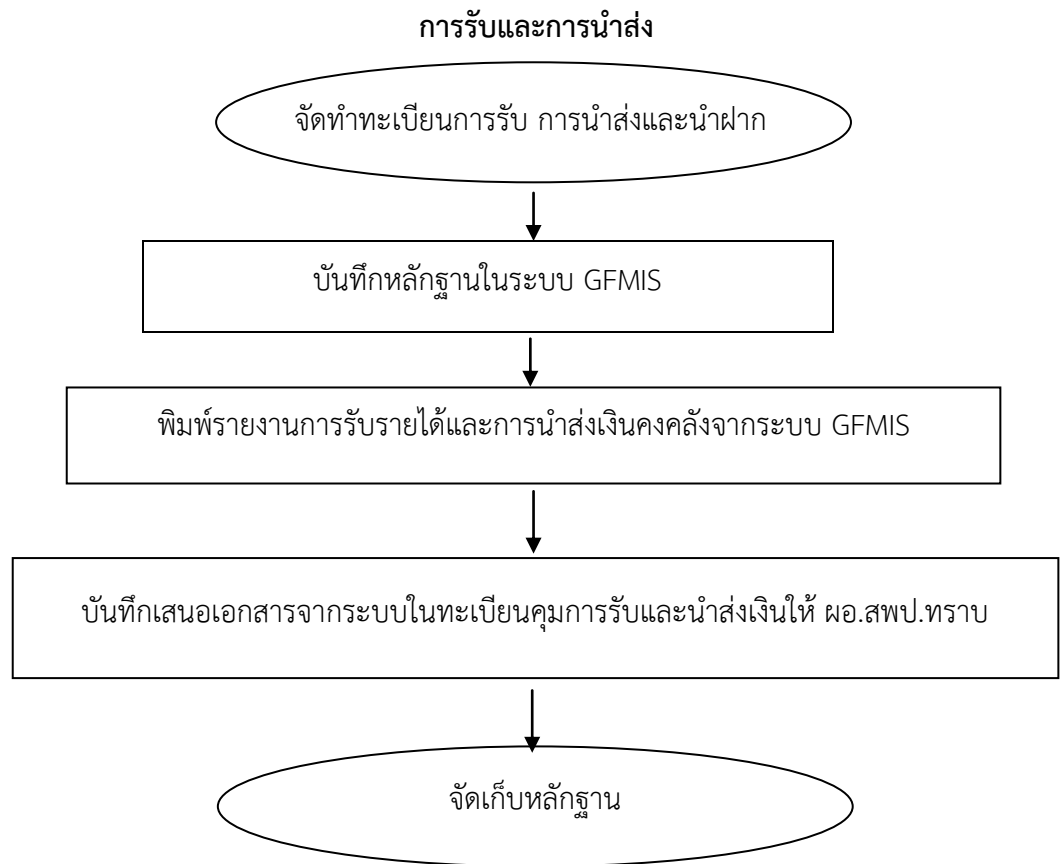 การรับและการนำส่ง
จัดทำทะเบียนการรับ การนำส่งและนำฝาก
บันทึกหลักฐานในระบบ GFMIS
พิมพ์รายงานการรับรายได้และการนำส่งเงินคงคลังจากระบบ GFMIS
บันทึกเสนอเอกสารจากระบบในทะเบียนคุมการรับและนำส่งเงินให้ ผอ.สพป.ทราบ
จัดเก็บหลักฐาน